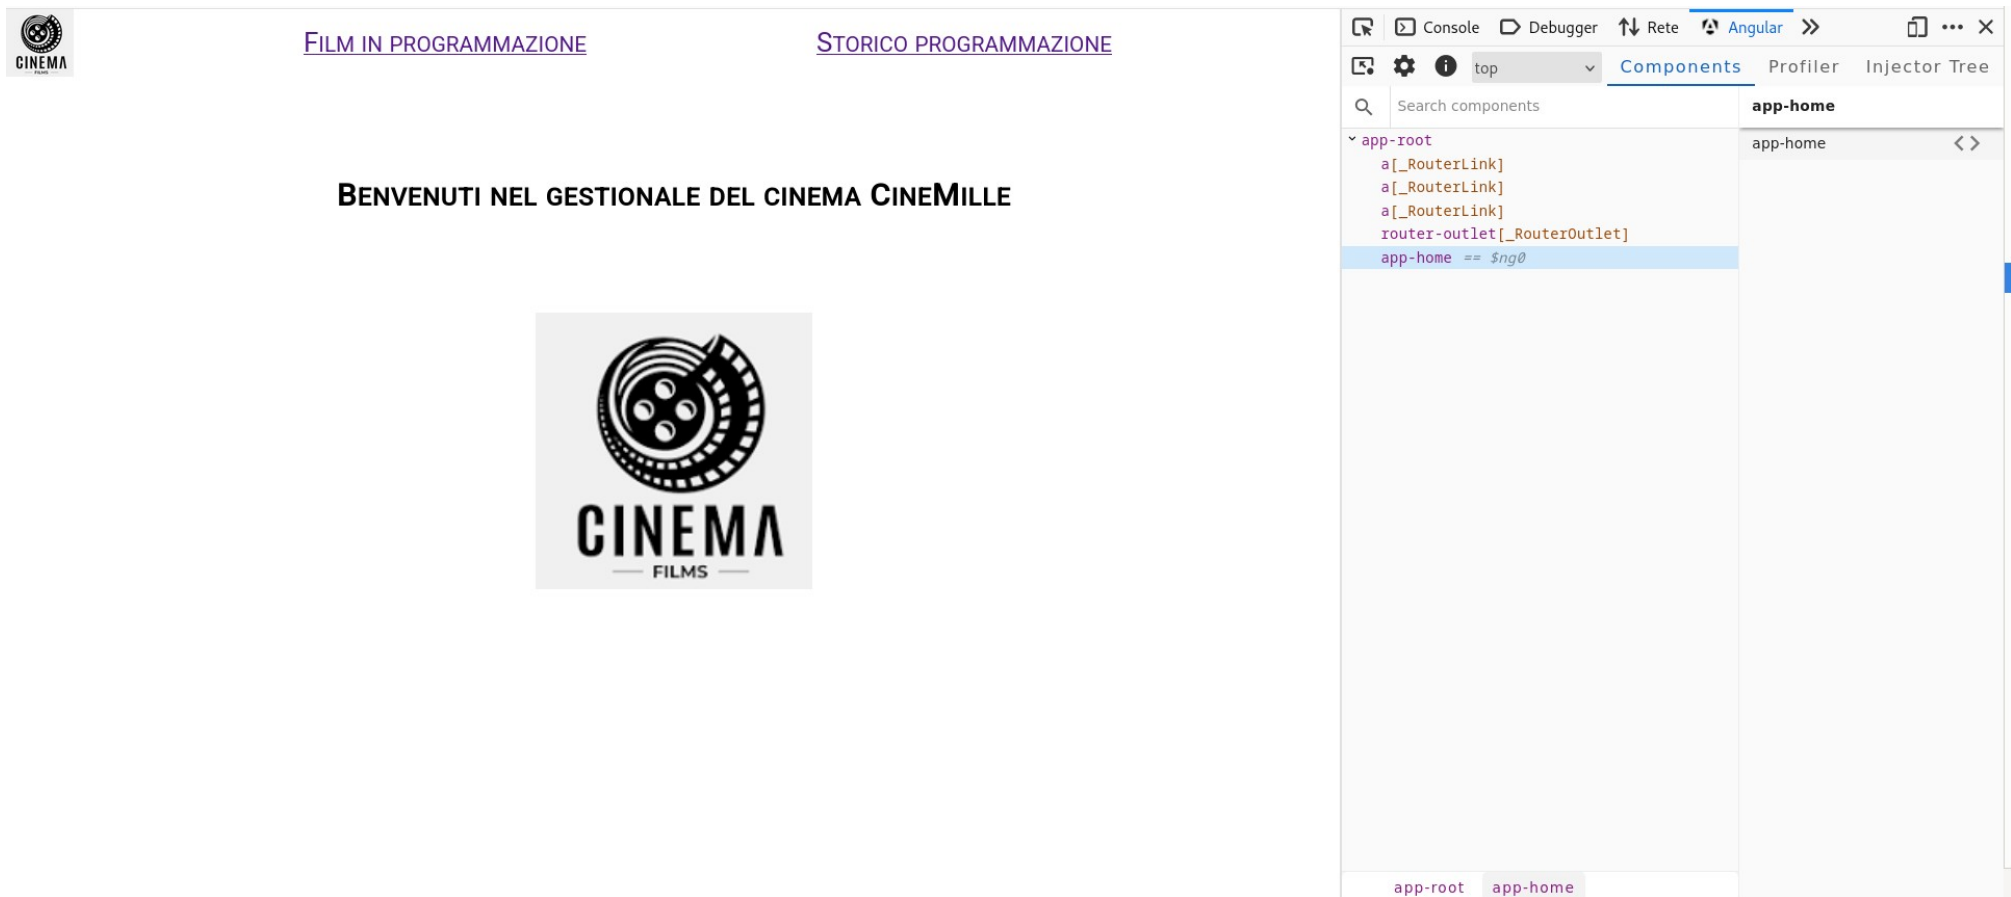 CINEMA
FILMS
FILM IN PROGRAMMAZIONE
STORICO PROGRAMMAZIONE
BENVENUTI NEL GESTIONALE DEL CINEMA CINEMILLE
CINEMA
FILMS
Console Debugger Rete Angular
top Components Profiler Injector Tree
Search components
app-root
a[_RouterLink]
a[_RouterLink]
a[_RouterLink]
router-outlet[_RouterOutlet]
app-home == $ng0
app-root app-home
app-home
app-home